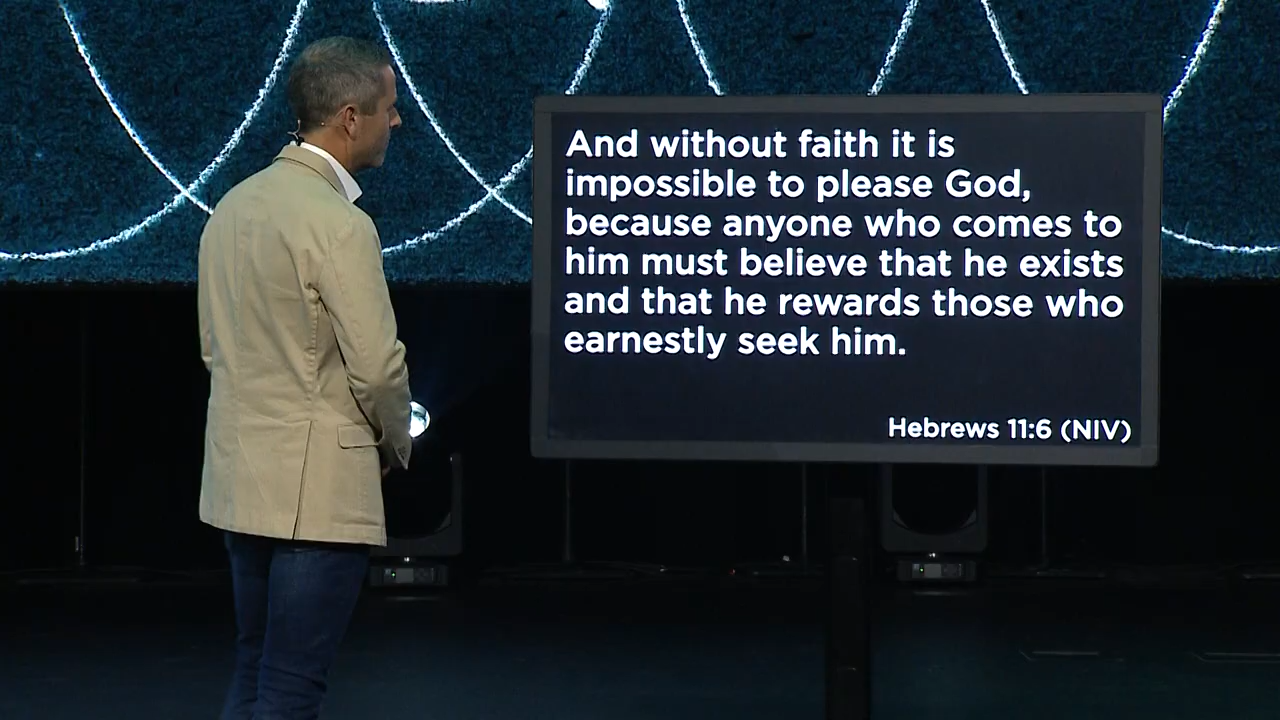 And without faith it is
impossible to please God,
because anyone who comes to
him must believe that he exists
and that he rewards those who
earnestly seek him.
Hebrews 11:6 (NIV)